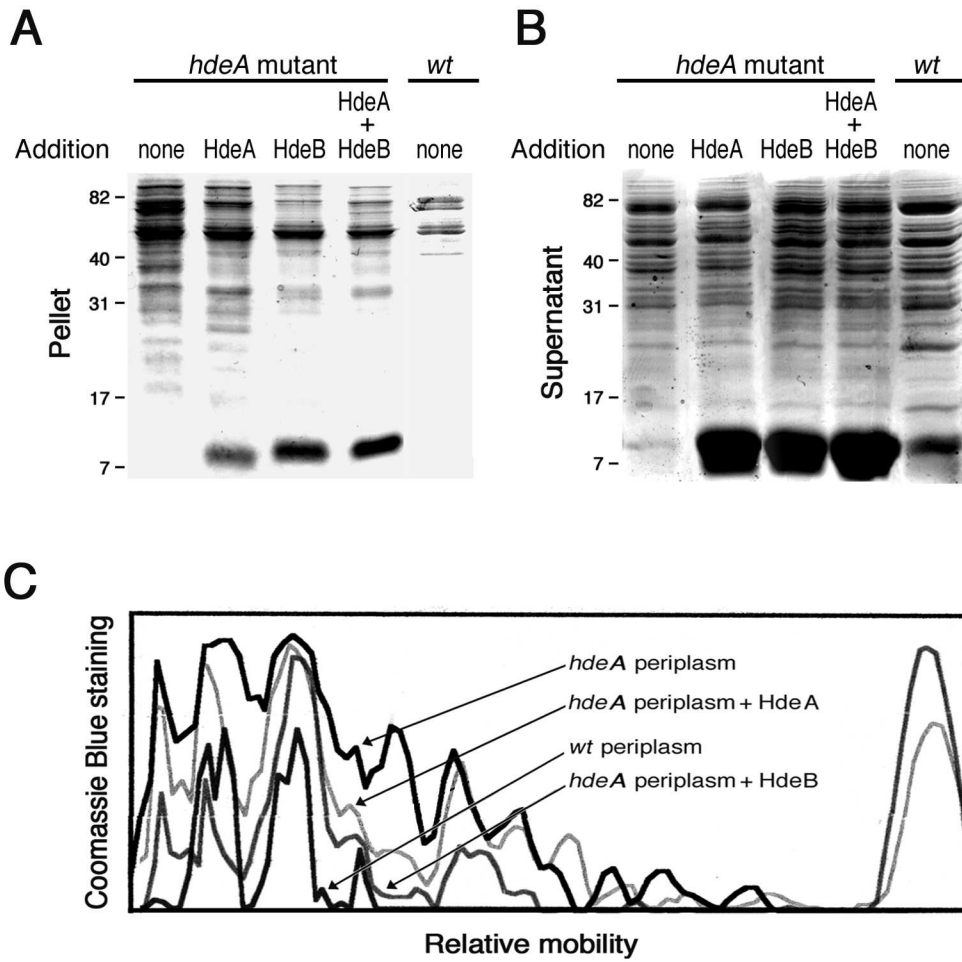 A
hdeA mutant wt
HdeA
+
Addition none HdeA HdeB HdeB none
82
40
31
17
7
Pellet
B
hdeA mutant wt
HdeA
+
Addition none HdeA HdeB HdeB none
82
40
31
17
7
Supernatant
C
Coomassie Blue staining
hdeA periplasm
hdeA periplasm + HdeA
wt periplasm
hdeA periplasm + HdeB
Relative mobility